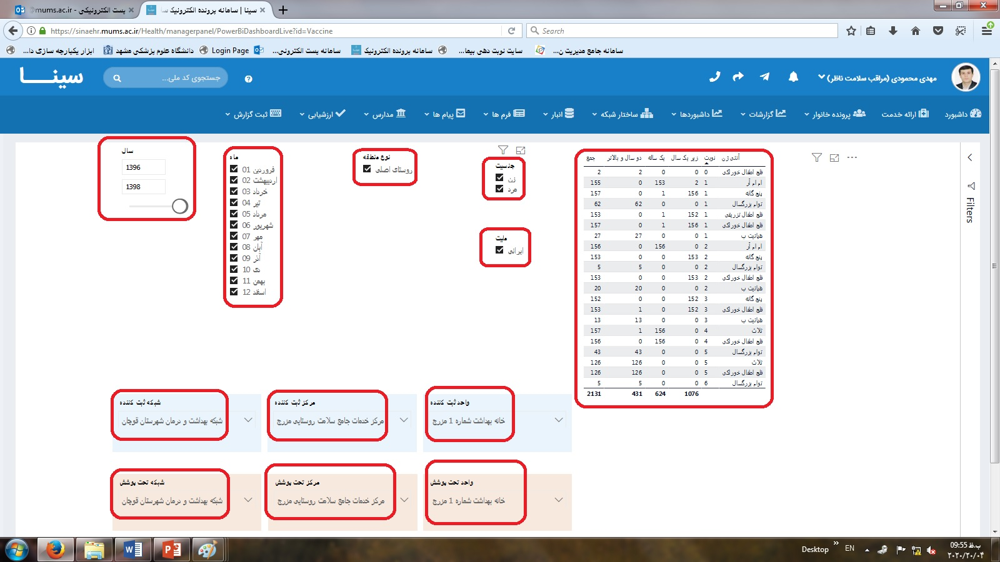 پست الکترونیکی - mums.ac.ir@
سینا | سامانه پرونده الکترونیک سا
https://sinaehr.mums.ac.ir/Health/managerpanel/PowerBiDashboardLive?id=Vaccine
Search
ابزار یکپارچه سازی دا...
دانشگاه علوم پزشکی مشهد
Login Page
سامانه پست الکترونی...
سامانه پرونده الکترونیک
سایت نوبت دهی بیما...
سامانه جامع مدیریت ن...
سینا
جستجوی کد ملی...
مهدی محمودی (مراقب سلامت ناظر)
داشبورد
ارائه خدمت
پرونده خانوار
گزارشات
داشبوردها
ساختار شبکه
انبار
فرم ها
پیام ها
مدارس
ارزشیابی
ثبت گزارش
سال
1396
1398
ماه
01 فروردین
02 اردیبهشت
03 خرداد
04 تیر
05 مرداد
06 شهریور
07 مهر
08 آبان
09 آذر
10 دی
11 بهمن
12 اسفند
نوع منطقه
روستای اصلی
جنسیت
زن
مرد
ملیت
ایرانی
آنتی ژن نوبت زیر یک سال یک ساله دو سال و بالاتر جمع
فلج اطفال خوراکی 0 0 0 2 2
ام ام آر 1 2 153 0 155
پنج گانه 1 156 1 0 157
توام بزرگسال 1 0 0 62 62
فلج اطفال تزریقی 1 152 1 0 153
فلج اطفال خوراکی 1 156 1 0 157
هپاتیت ب 1 0 0 27 27
ام ام آر 2 0 156 0 156
پنج گانه 2 153 0 0 153
توام بزرگسال 2 0 0 5 5
فلج اطفال خوراکی 2 153 0 0 153
هپاتیت ب 2 0 0 20 20
پنج گانه 3 152 0 0 152
فلج اطفال خوراکی 3 152 0 1 153
هپاتیت ب 3 0 0 13 13
ثلاث 4 0 156 1 157
فلج اطفال خوراکی 4 0 156 0 156
توام بزرگسال 5 0 0 43 43
ثلاث 5 0 0 126 126
فلج اطفال خوراکی 5 0 0 126 126
توام بزرگسال 6 0 0 5 5
1076 624 431 2131
Filters
شبکه ثبت کننده
شبکه بهداشت و درمان شهرستان قوچان
مرکز ثبت کننده
مرکز خدمات جامع سلامت روستایی مزرج
واحد ثبت کننده
خانه بهداشت شماره 1 مزرج
شبکه تحت پوشش
شبکه بهداشت و درمان شهرستان قوچان
مرکز تحت پوشش
مرکز خدمات جامع سلامت روستایی مزرج
واحد تحت پوشش
خانه بهداشت شماره 1 مزرج
Desktop
EN
09:55 ب.ظ
۲۰۲۰/۲۰/۰۴